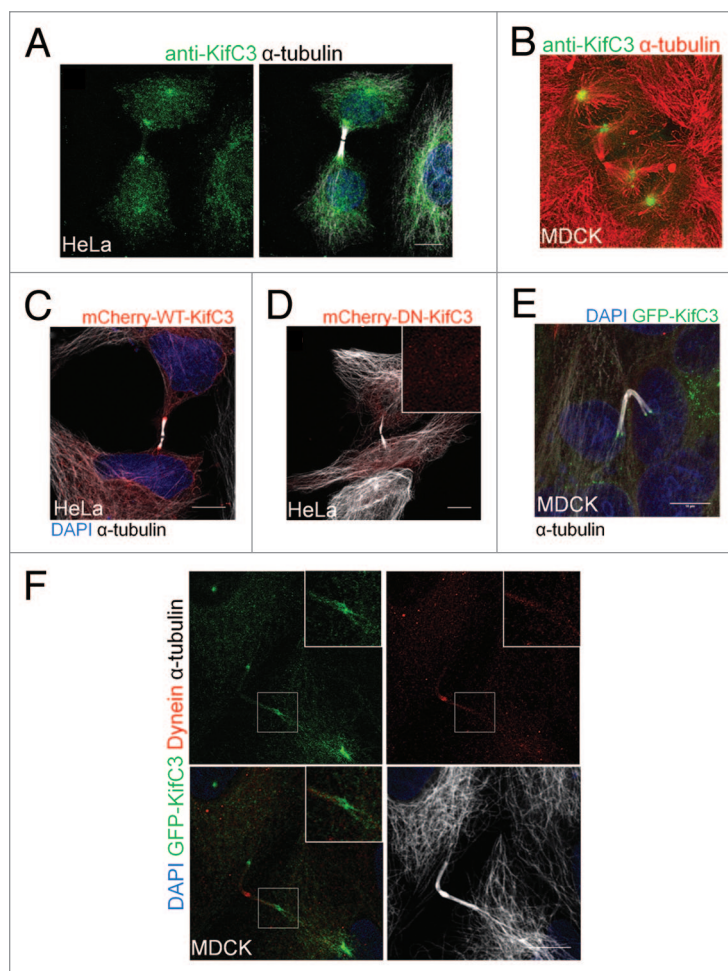 A
anti-KifC3 α-tubulin
HeLa
B
anti-KifC3 α-tubulin
MDCK
C
mCherry-WT-KifC3
HeLa
DAPI α-tubulin
D
mCherry-DN-KifC3
HeLa
E
DAPI GFP-KifC3
MDCK
α-tubulin
F
DAPI GFP-KifC3 Dynein α-tubulin
MDCK